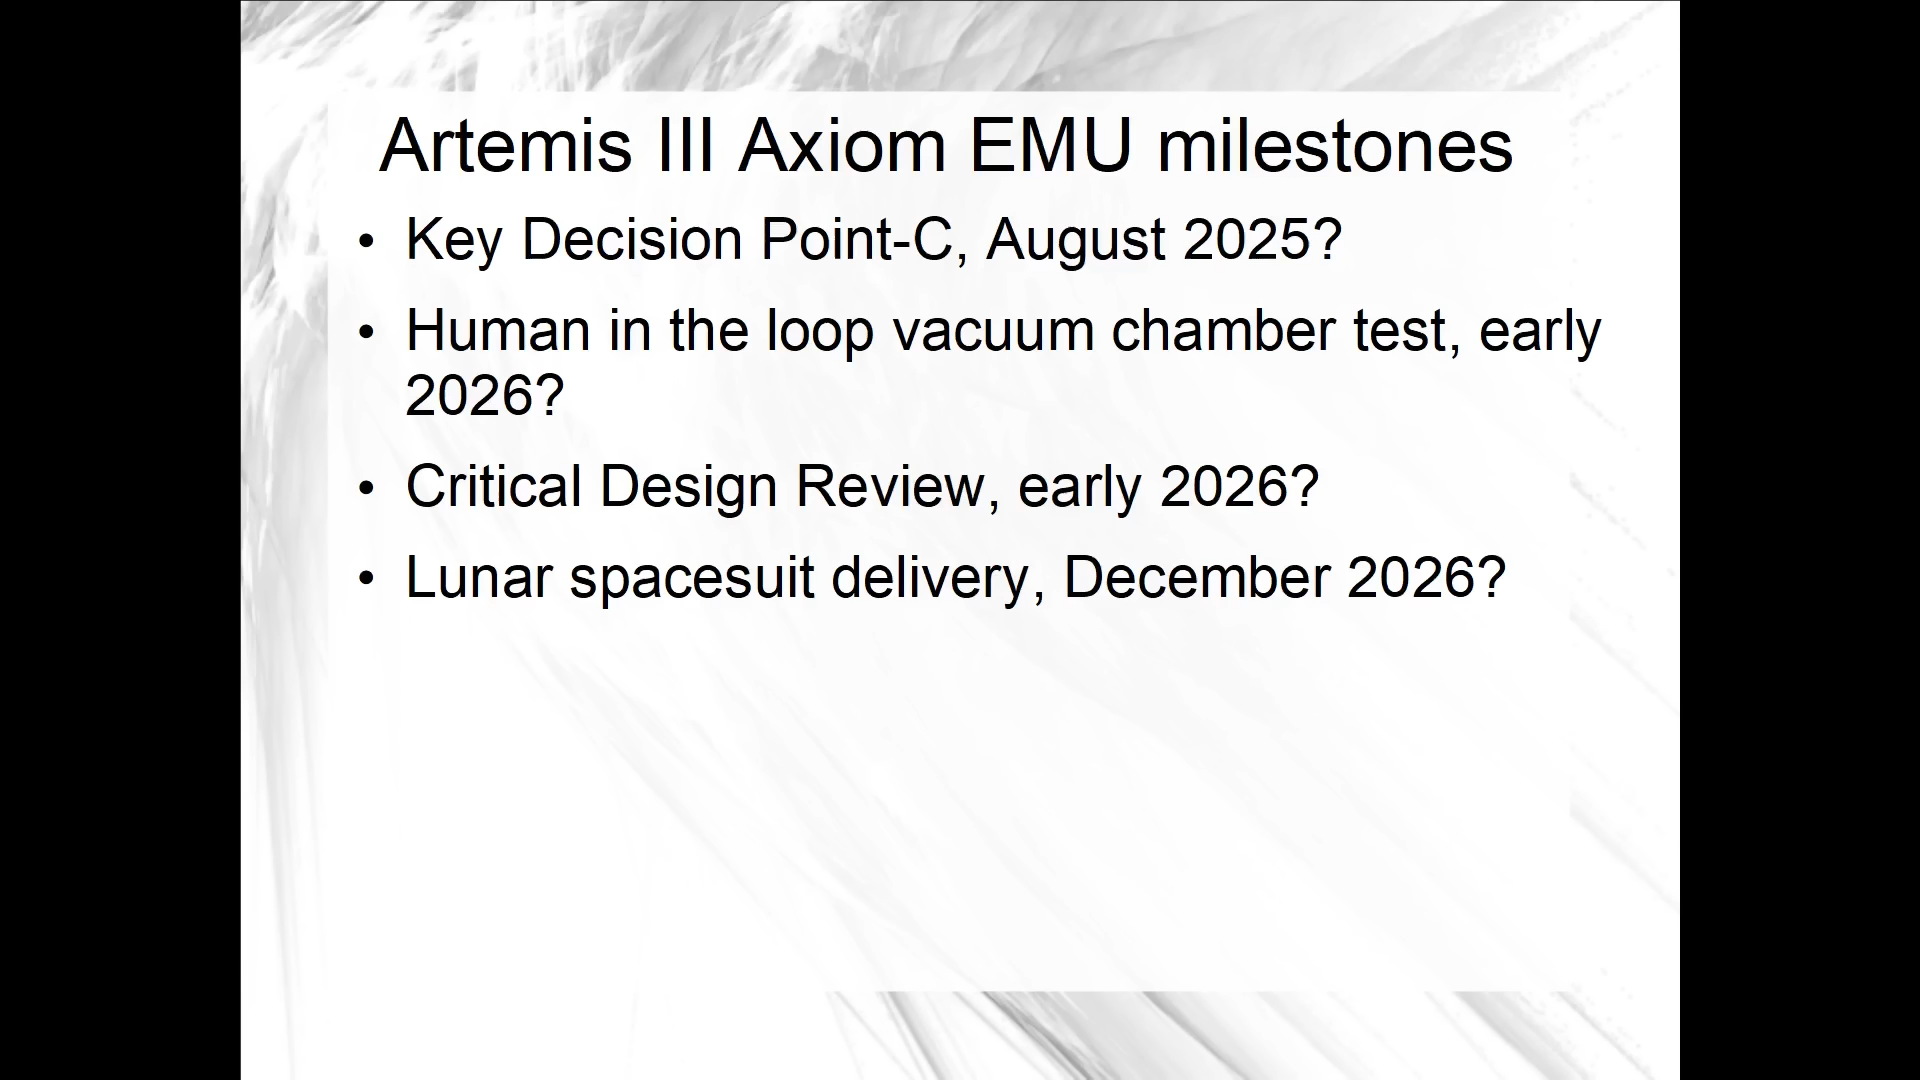 Artemis III Axiom EMU milestones
• Key Decision Point-C, August 2025?
• Human in the loop vacuum chamber test, early
2026?
• Critical Design Review, early 2026?
• Lunar spacesuit delivery, December 2026?